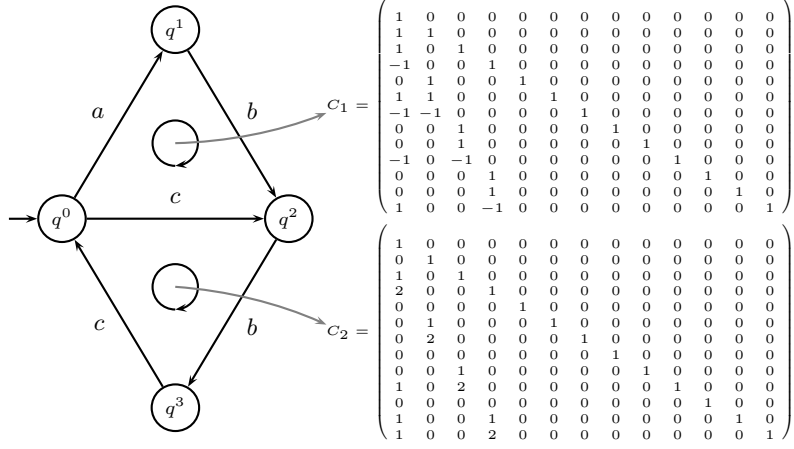 q¹
a
b
C₁ =
1 0 0 0 0 0 0 0 0 0 0 0 0
1 1 0 0 0 0 0 0 0 0 0 0 0
1 0 1 0 0 0 0 0 0 0 0 0 0
−1 0 0 1 0 0 0 0 0 0 0 0 0
0 1 0 0 1 0 0 0 0 0 0 0 0
1 1 0 0 0 1 0 0 0 0 0 0 0
−1 −1 0 0 0 0 1 0 0 0 0 0 0
0 0 1 0 0 0 0 1 0 0 0 0 0
0 0 1 0 0 0 0 0 1 0 0 0 0
−1 0 −1 0 0 0 0 0 0 1 0 0 0
0 0 0 1 0 0 0 0 0 0 1 0 0
0 0 0 1 0 0 0 0 0 0 0 1 0
1 0 0 −1 0 0 0 0 0 0 0 0 1
c
q⁰
q²
c
b
q³
C₂ =
1 0 0 0 0 0 0 0 0 0 0 0 0
0 1 0 0 0 0 0 0 0 0 0 0 0
1 0 1 0 0 0 0 0 0 0 0 0 0
2 0 0 1 0 0 0 0 0 0 0 0 0
0 0 0 0 1 0 0 0 0 0 0 0 0
0 1 0 0 0 1 0 0 0 0 0 0 0
0 2 0 0 0 0 1 0 0 0 0 0 0
0 0 0 0 0 0 0 1 0 0 0 0 0
0 0 1 0 0 0 0 0 1 0 0 0 0
1 0 2 0 0 0 0 0 0 1 0 0 0
0 0 0 0 0 0 0 0 0 0 1 0 0
1 0 0 1 0 0 0 0 0 0 0 1 0
1 0 0 2 0 0 0 0 0 0 0 0 1